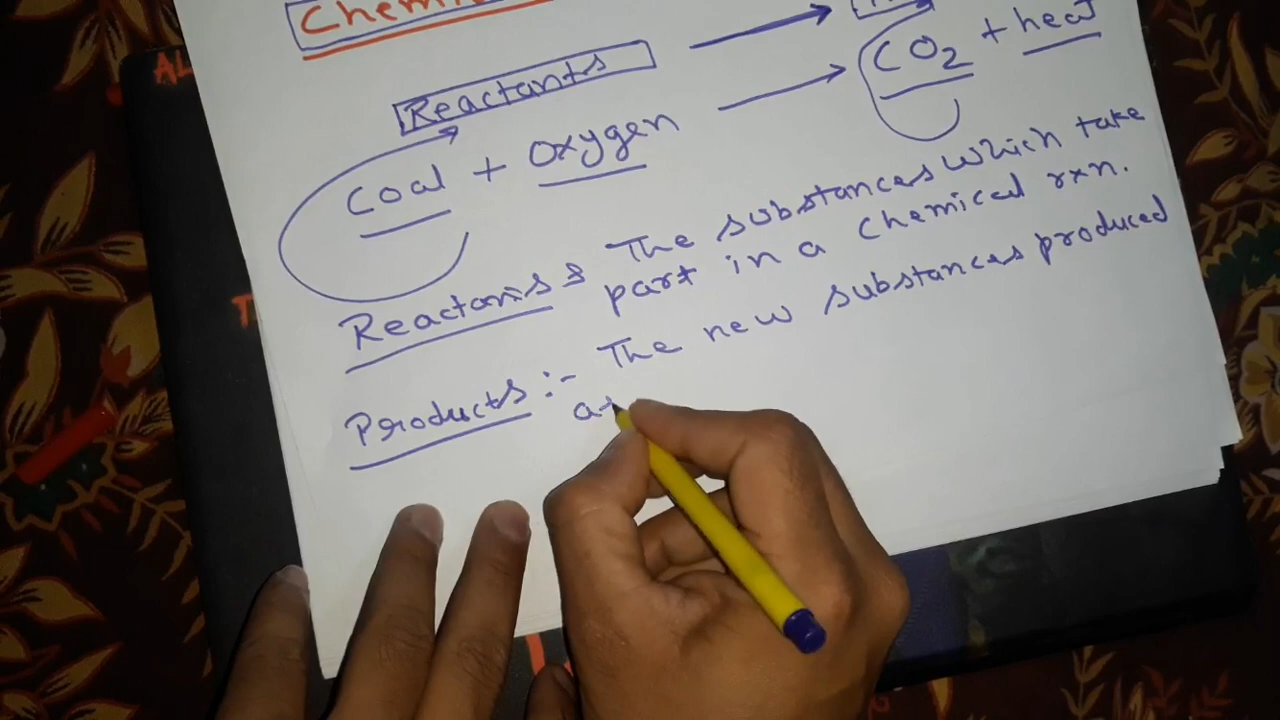 Reactants
CO2 + heat
Coal + Oxygen
Reactants : The substances which take
part in a chemical rxn.
Products :- The new substances produced
at